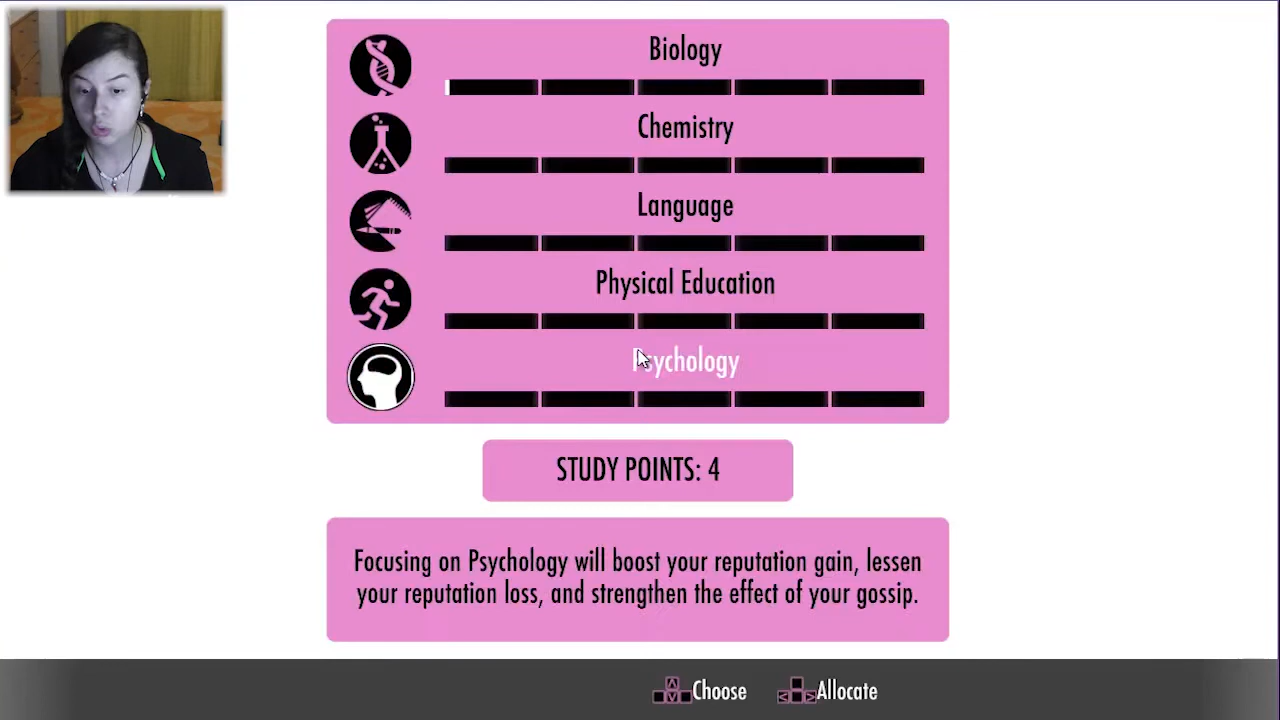 Biology
Chemistry
Language
Physical Education
Psychology
STUDY POINTS: 4
Focusing on Psychology will boost your reputation gain, lessen
your reputation loss, and strengthen the effect of your gossip.
Choose Allocate